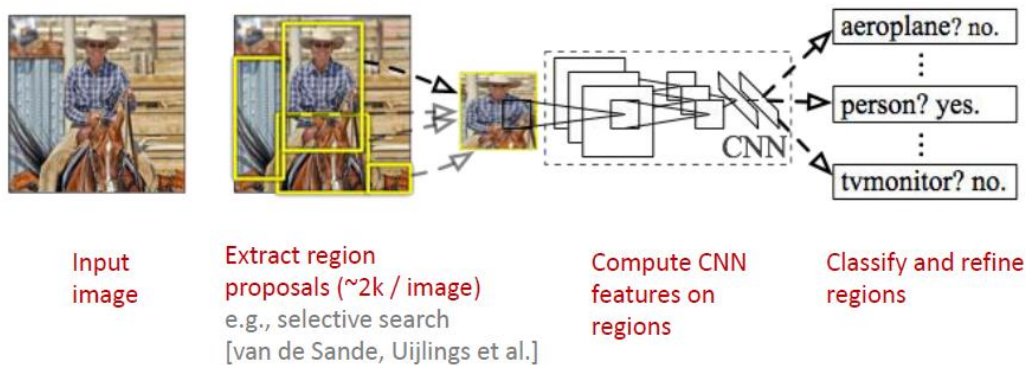 aeroplane? no.
person? yes.
CNN
tvmonitor? no.
Input
image
Extract region
proposals (~2k / image)
e.g., selective search
[van de Sande, Uijlings et al.]
Compute CNN
features on
regions
Classify and refine
regions